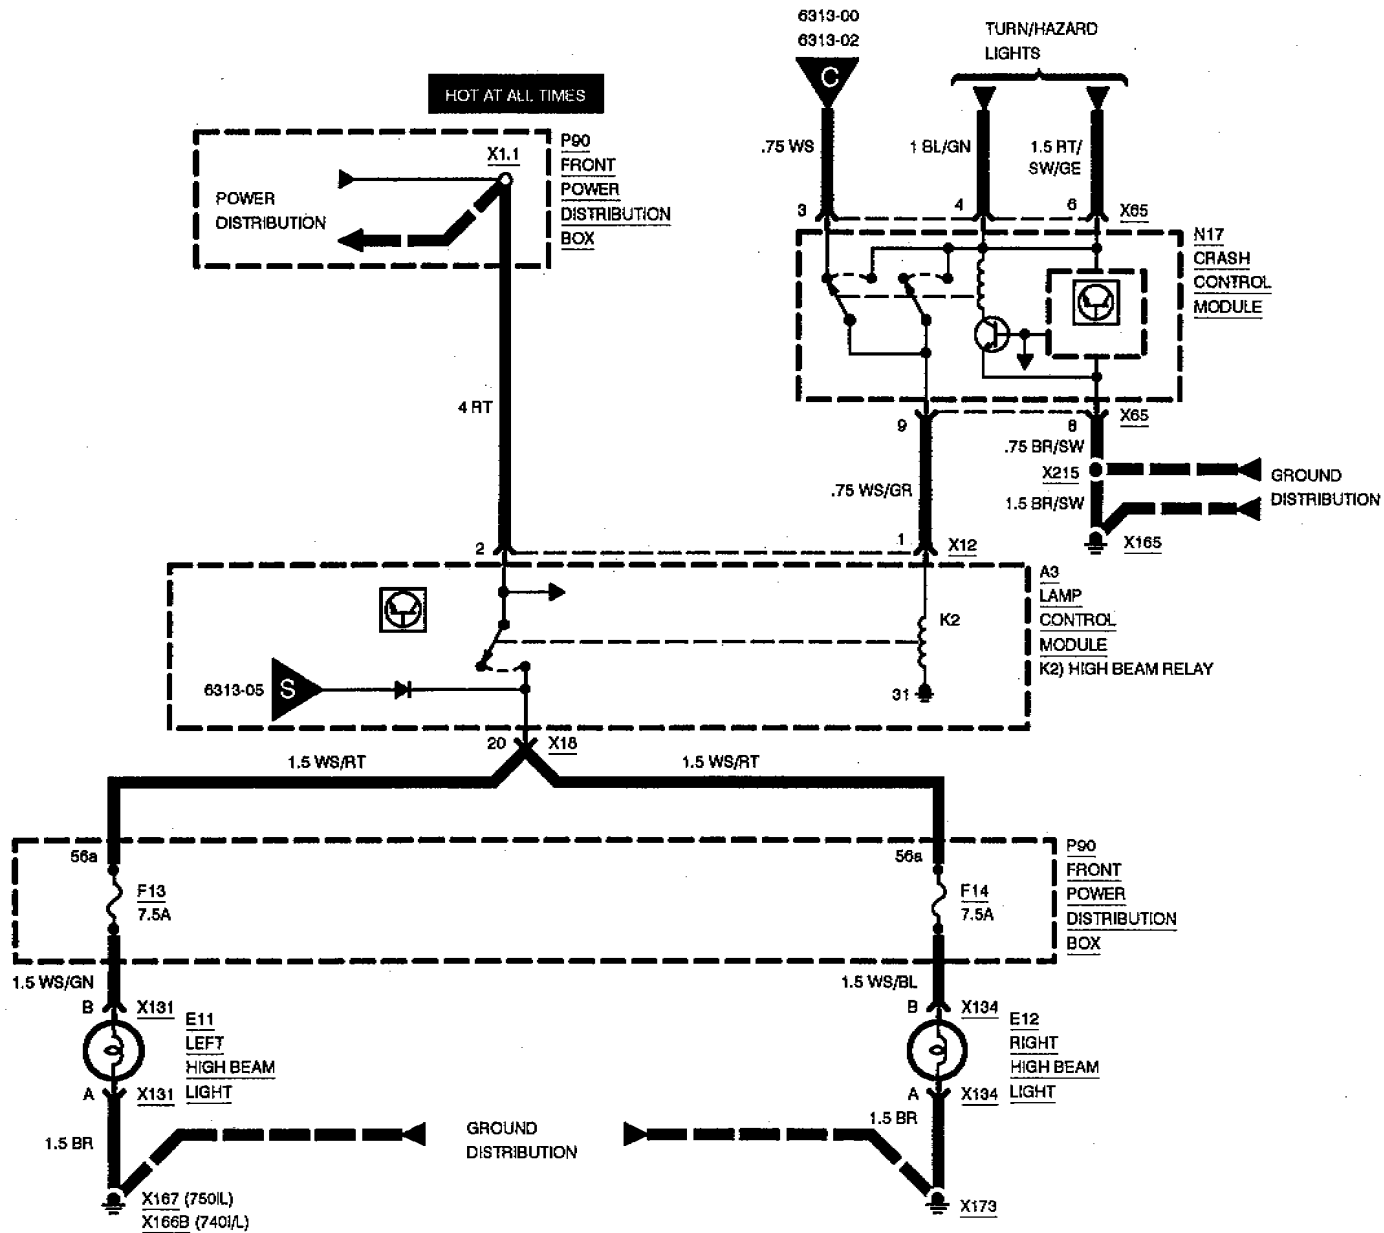 6313-00
6313-02
C
TURN/HAZARD
LIGHTS
HOT AT ALL TIMES
.75 WS
1 BL/GN
1.5 RT/
SW/GE
X1.1
POWER
DISTRIBUTION
P90
FRONT
POWER
DISTRIBUTION
BOX
3
4
6
X65
N17
CRASH
CONTROL
MODULE
4 RT
9
8
X65
.75 BR/SW
X215
GROUND
DISTRIBUTION
.75 WS/GR
1.5 BR/SW
X165
2
1
X12
A3
LAMP
CONTROL
MODULE
K2) HIGH BEAM RELAY
K2
6313-05
S
31
20
X18
1.5 WS/RT
1.5 WS/RT
56a
56a
F13
7.5A
F14
7.5A
P90
FRONT
POWER
DISTRIBUTION
BOX
1.5 WS/GN
1.5 WS/BL
B
X131
E11
LEFT
HIGH BEAM
LIGHT
A
X131
B
X134
E12
RIGHT
HIGH BEAM
LIGHT
A
X134
1.5 BR
GROUND
DISTRIBUTION
1.5 BR
X167 (750IL)
X166B (740I/L)
X173